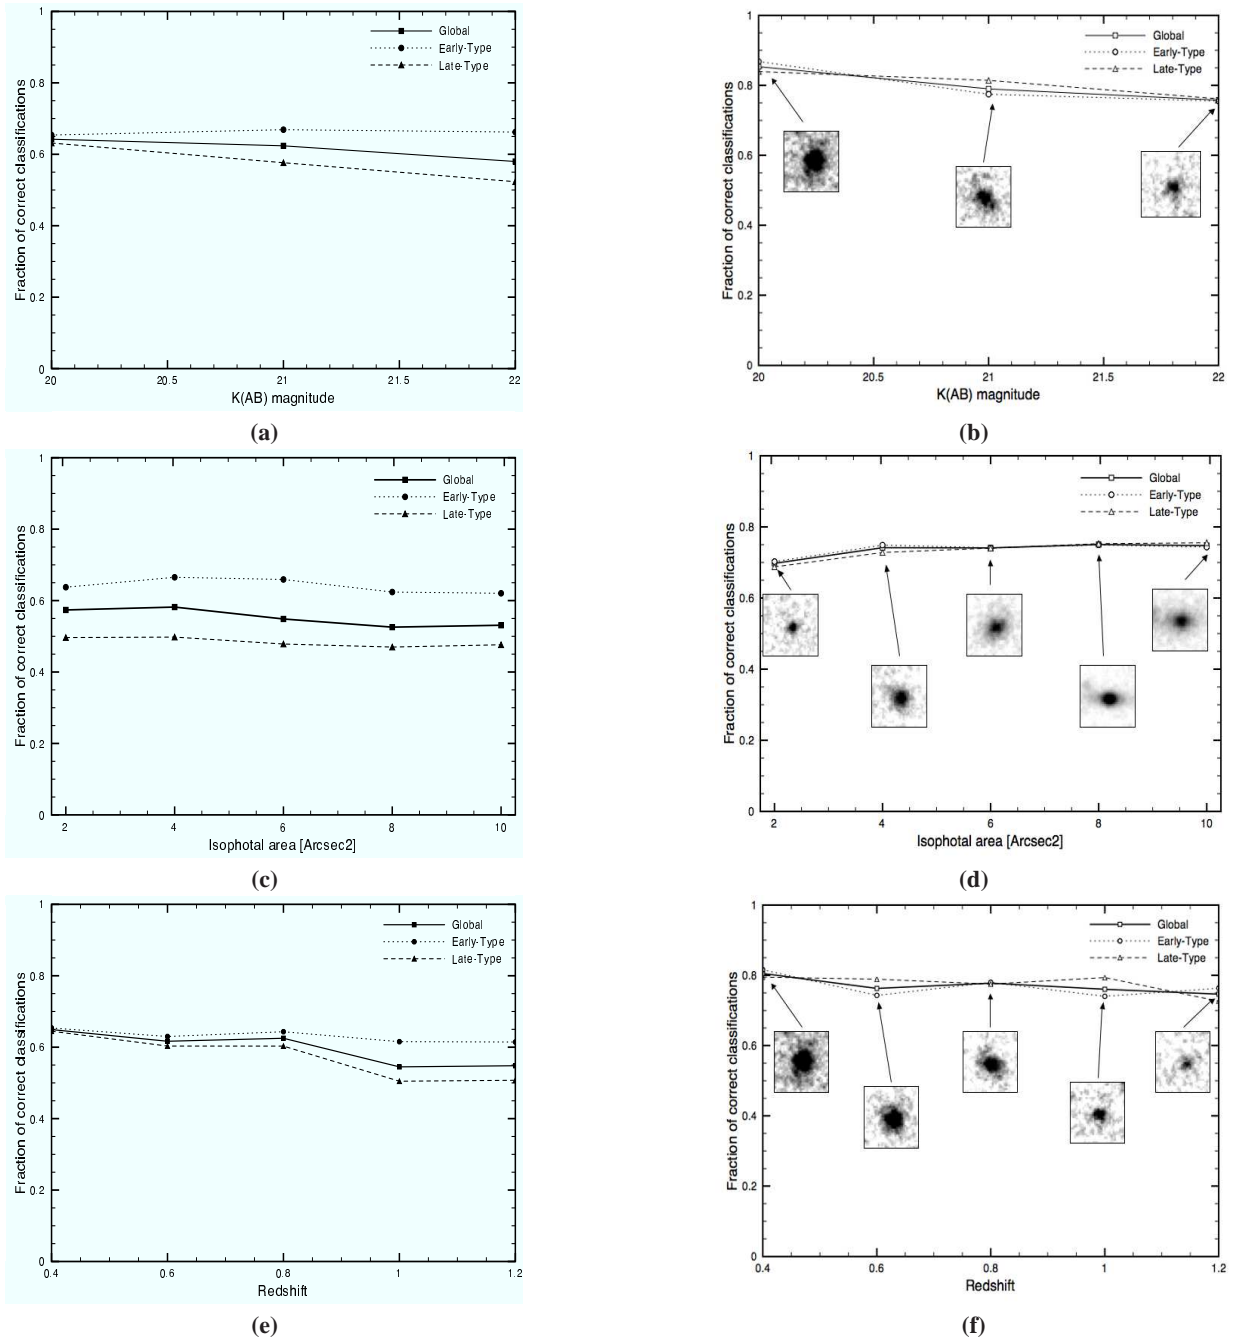 1
0.8
0.6
0.4
0.2
0
Fraction of correct classifications
Global
Early-Type
Late-Type
20 20.5 21 21.5 22
K(AB) magnitude
(a)
1
0.8
0.6
0.4
0.2
0
Fraction of correct classifications
Global
Early-Type
Late-Type
20 20.5 21 21.5 22
K(AB) magnitude
(b)
1
0.8
0.6
0.4
0.2
0
Fraction of correct classifications
Global
Early-Type
Late-Type
2 4 6 8 10
Isophotal area [Arcsec2]
(c)
1
0.8
0.6
0.4
0.2
0
Fraction of correct classifications
Global
Early-Type
Late-Type
2 4 6 8 10
Isophotal area [Arcsec2]
(d)
1
0.8
0.6
0.4
0.2
0
Fraction of correct classifications
Global
Early-Type
Late-Type
0.4 0.6 0.8 1 1.2
Redshift
(e)
1
0.8
0.6
0.4
0.2
0
Fraction of correct classifications
Global
Early-Type
Late-Type
0.4 0.6 0.8 1 1.2
Redshift
(f)